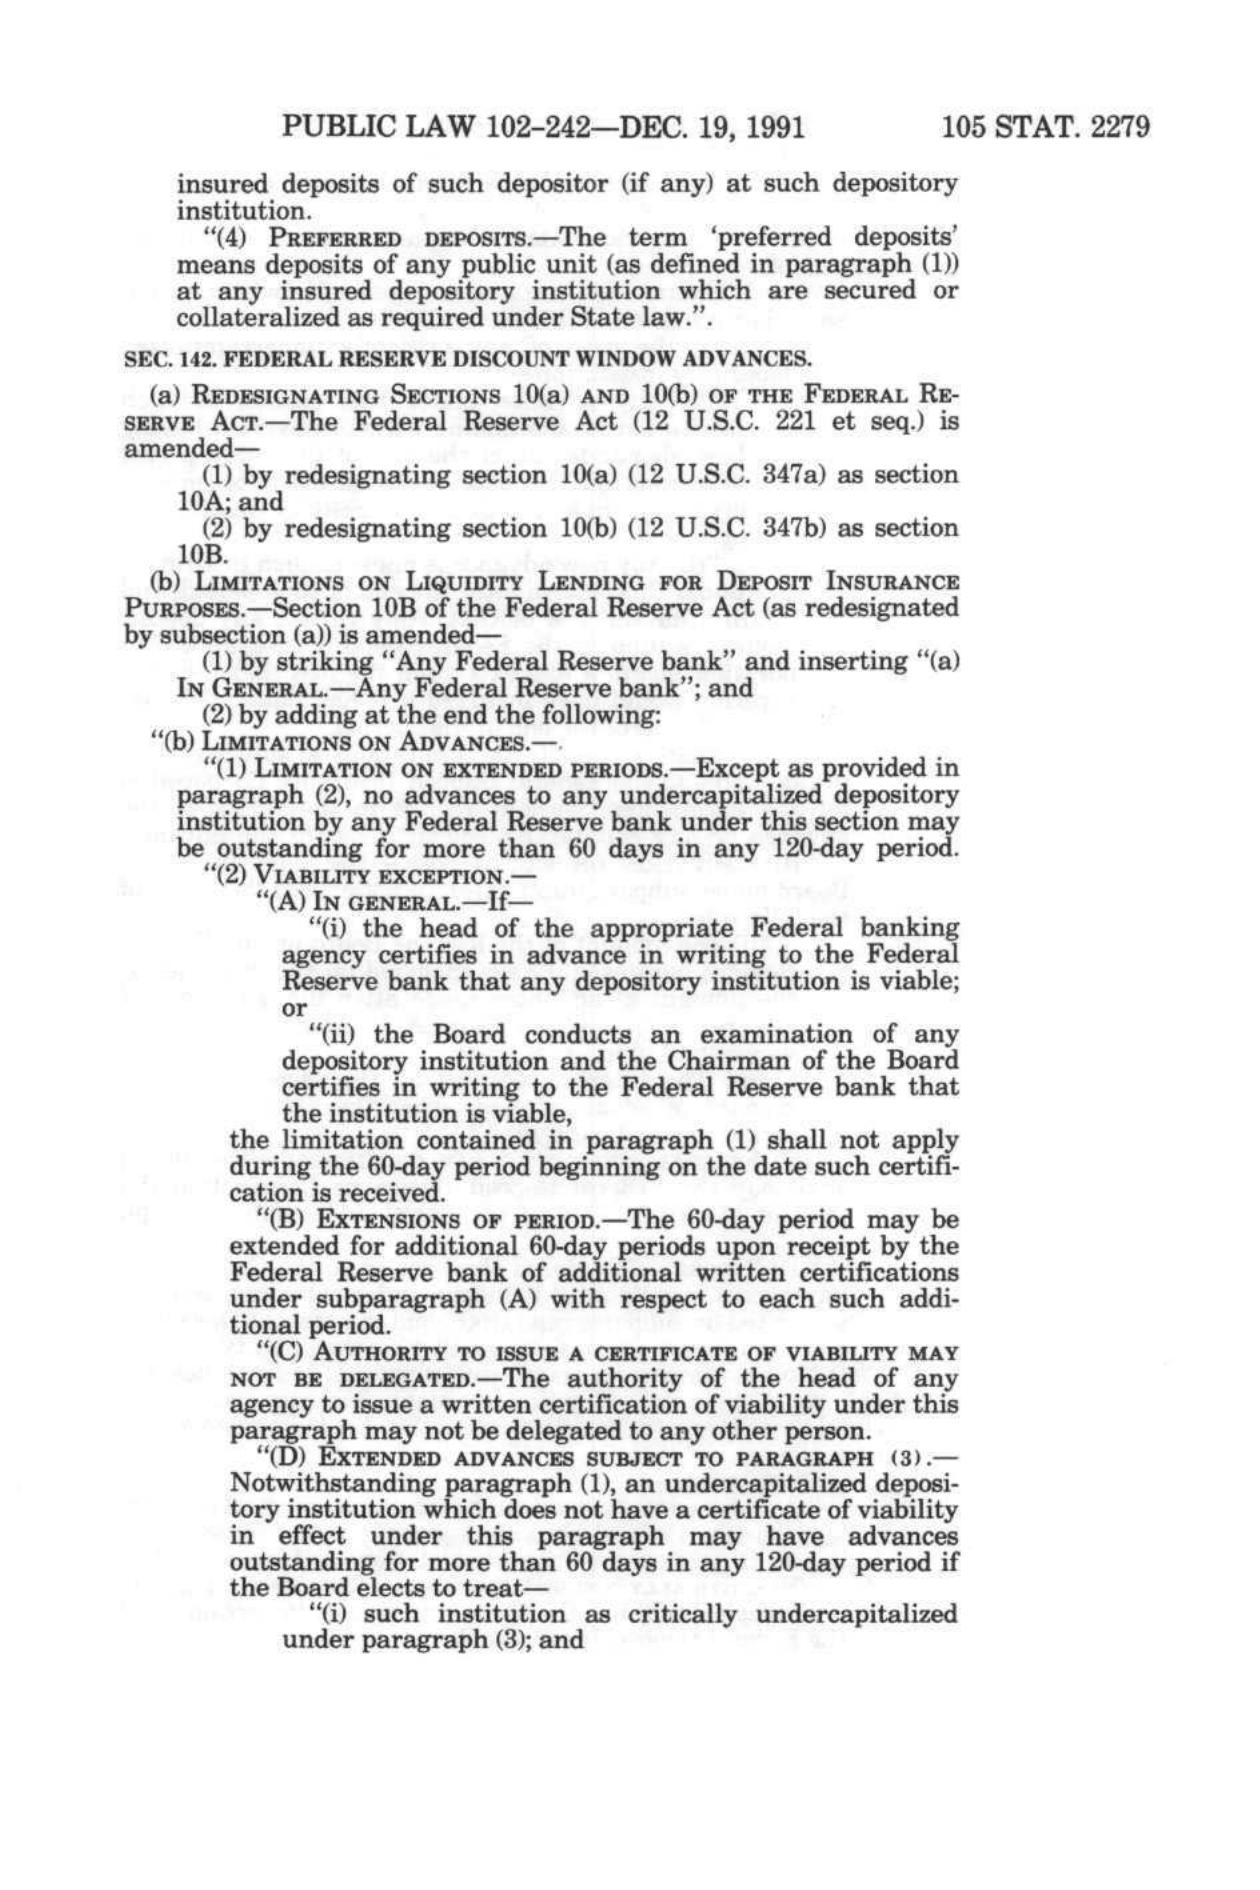 PUBLIC LAW 102-242—DEC. 19, 1991 105 STAT. 2279
insured deposits of such depositor (if any) at such depository
institution.
“(4) PREFERRED DEPOSITS.—The term ‘preferred deposits’
means deposits of any public unit (as defined in paragraph (1))
at any insured depository institution which are secured or
collateralized as required under State law.”.
SEC. 142. FEDERAL RESERVE DISCOUNT WINDOW ADVANCES.
(a) REDESIGNATING SECTIONS 10(a) AND 10(b) OF THE FEDERAL RE-
SERVE ACT.—The Federal Reserve Act (12 U.S.C. 221 et seq.) is
amended—
(1) by redesignating section 10(a) (12 U.S.C. 347a) as section
10A; and
(2) by redesignating section 10(b) (12 U.S.C. 347b) as section
10B.
(b) LIMITATIONS ON LIQUIDITY LENDING FOR DEPOSIT INSURANCE
PURPOSES.—Section 10B of the Federal Reserve Act (as redesignated
by subsection (a)) is amended—
(1) by striking “Any Federal Reserve bank” and inserting “(a)
IN GENERAL.—Any Federal Reserve bank”; and
(2) by adding at the end the following:
“(b) LIMITATIONS ON ADVANCES.—
“(1) LIMITATION ON EXTENDED PERIODS.—Except as provided in
paragraph (2), no advances to any undercapitalized depository
institution by any Federal Reserve bank under this section may
be outstanding for more than 60 days in any 120-day period.
“(2) VIABILITY EXCEPTION.—
“(A) IN GENERAL.—If—
“(i) the head of the appropriate Federal banking
agency certifies in advance in writing to the Federal
Reserve bank that any depository institution is viable;
or
“(ii) the Board conducts an examination of any
depository institution and the Chairman of the Board
certifies in writing to the Federal Reserve bank that
the institution is viable,
the limitation contained in paragraph (1) shall not apply
during the 60-day period beginning on the date such certifi-
cation is received.
“(B) EXTENSIONS OF PERIOD.—The 60-day period may be
extended for additional 60-day periods upon receipt by the
Federal Reserve bank of additional written certifications
under subparagraph (A) with respect to each such addi-
tional period.
“(C) AUTHORITY TO ISSUE A CERTIFICATE OF VIABILITY MAY
NOT BE DELEGATED.—The authority of the head of any
agency to issue a written certification of viability under this
paragraph may not be delegated to any other person.
“(D) EXTENDED ADVANCES SUBJECT TO PARAGRAPH (3).—
Notwithstanding paragraph (1), an undercapitalized deposi-
tory institution which does not have a certificate of viability
in effect under this paragraph may have advances
outstanding for more than 60 days in any 120-day period if
the Board elects to treat—
“(i) such institution as critically undercapitalized
under paragraph (3); and